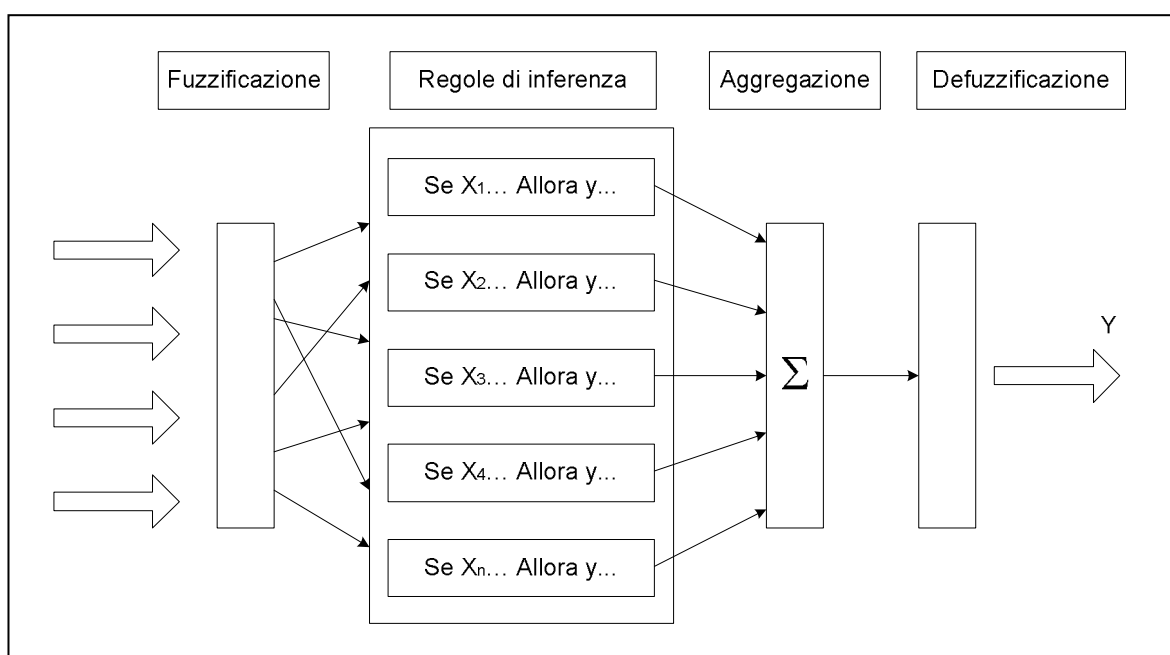 Fuzzificazione
Regole di inferenza
Aggregazione
Defuzzificazione
Se X1... Allora y...
Se X2... Allora y...
Se X3... Allora y...
Se X4... Allora y...
Se Xn... Allora y...
Σ
Y